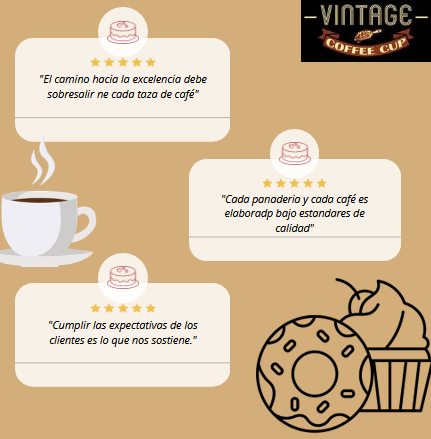 VINTAGE
COFFEE CUP
"El camino hacia la excelencia debe
sobresalir ne cada taza de café"
"Cada panaderia y cada café es
elaboradp bajo estandares de
calidad"
"Cumplir las expectativas de los
clientes es lo que nos sostiene."